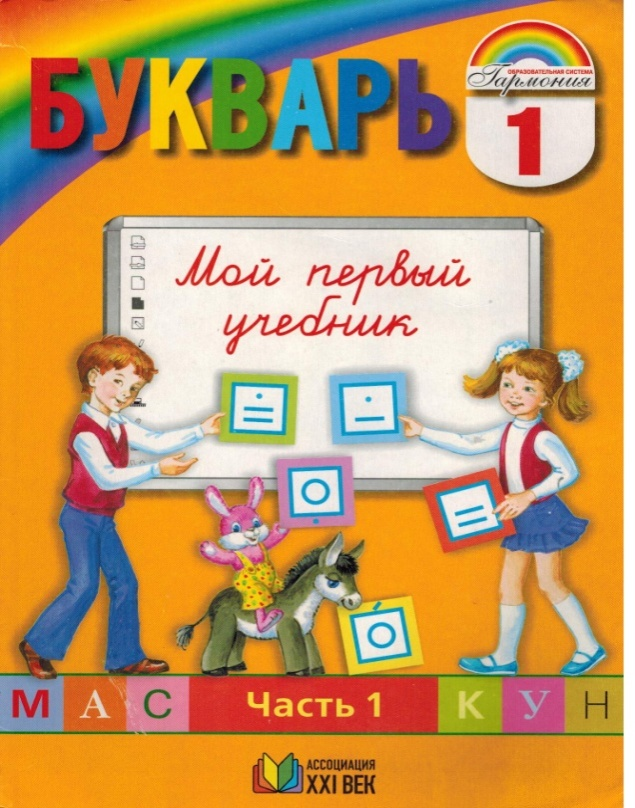 БУКВАРЬ
ОБРАЗОВАТЕЛЬНАЯ СИСТЕМА
Гармония
1
Мой первый
учебник
М А С Часть 1 К У Н
АССОЦИАЦИЯ
XXI ВЕК